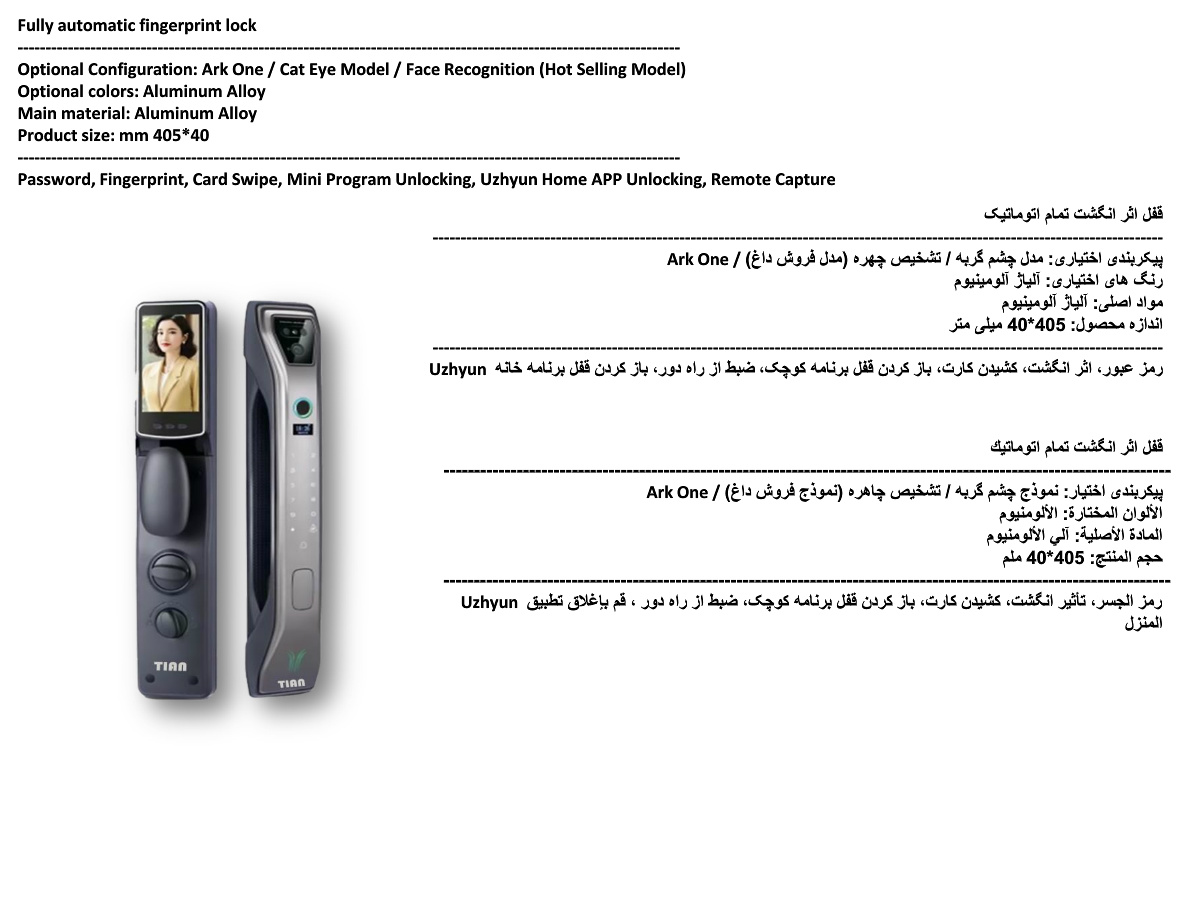 Fully automatic fingerprint lock
------------------------------------------------------------------------------------------------------------------------
Optional Configuration: Ark One / Cat Eye Model / Face Recognition (Hot Selling Model)
Optional colors: Aluminum Alloy
Main material: Aluminum Alloy
Product size: mm 405*40
------------------------------------------------------------------------------------------------------------------------
Password, Fingerprint, Card Swipe, Mini Program Unlocking, Uzhyun Home APP Unlocking, Remote Capture
قفل اثر انگشت تمام اتوماتیک
------------------------------------------------------------------------------------------------------------------------
پیکربندی اختیاری: مدل چشم گربه / تشخیص چهره (مدل فروش داغ) / Ark One
رنگ های اختیاری: آلیاژ آلومینیوم
مواد اصلی: آلیاژ آلومینیوم
اندازه محصول: 405*40 میلی متر
------------------------------------------------------------------------------------------------------------------------
رمز عبور، اثر انگشت، کشیدن کارت، باز کردن قفل برنامه کوچک، ضبط از راه دور، باز کردن قفل برنامه خانه Uzhyun
قفل اثر انگشت تمام اتوماتيك
------------------------------------------------------------------------------------------------------------------------
پیکربندی اختیار: نموذج چشم گربه / تشخیص چاهره (نموذج فروش داغ) / Ark One
الألوان المختارة: الألومنيوم
المادة الأصلية: آلي الألومنيوم
حجم المنتج: 405*40 ملم
------------------------------------------------------------------------------------------------------------------------
رمز الجسر، تأثير انگشت، کشیدن کارت، باز کردن قفل برنامه کوچک، ضبط از راه دور ، قم بإغلاق تطبيق Uzhyun
المنزل
TIAN
TIAN